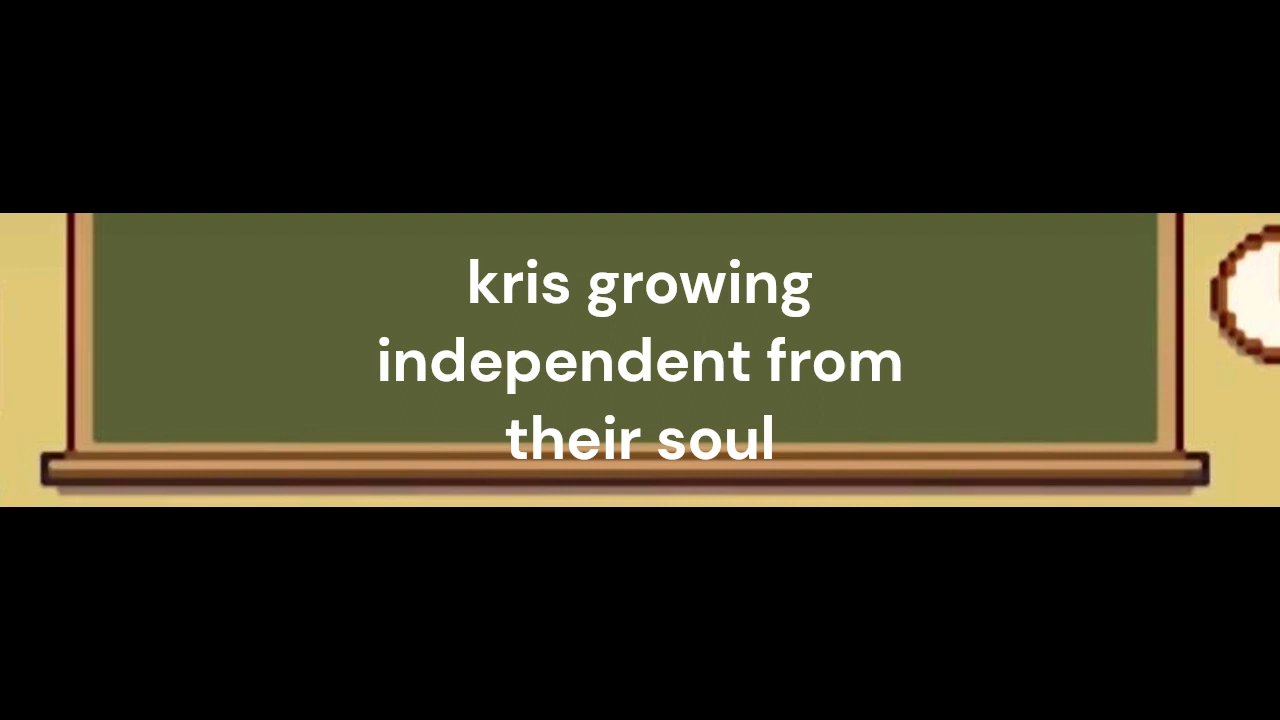 kris growing
independent from
their soul